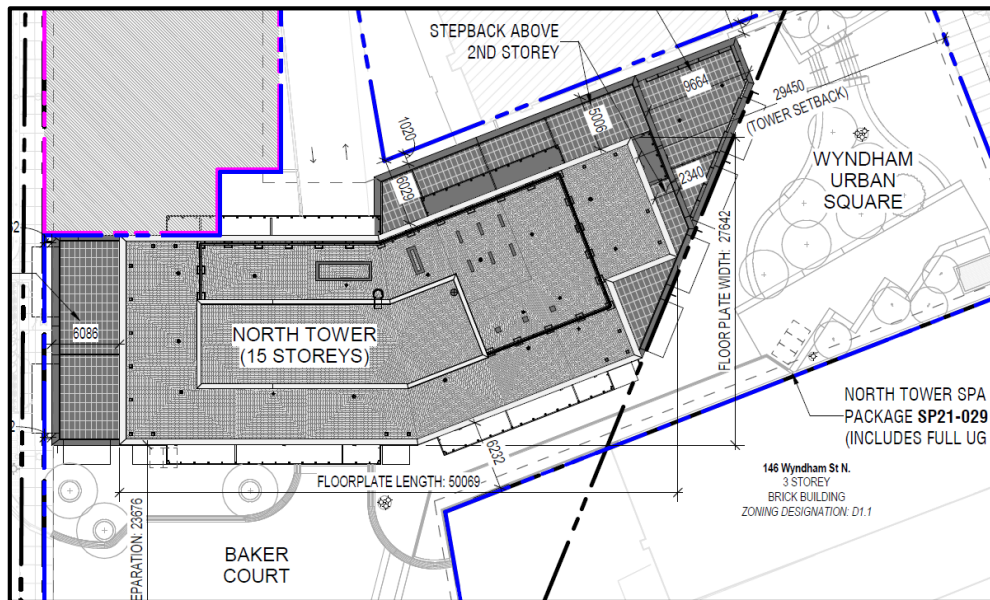 STEPBACK ABOVE
2ND STOREY
9664
29450
(TOWER SETBACK)
5006
1020
6029
2340
WYNDHAM
URBAN
SQUARE
FLOORPLATE WIDTH: 27642
6086
NORTH TOWER
(15 STOREYS)
NORTH TOWER SPA
PACKAGE SP21-029
(INCLUDES FULL UG
6232
146 Wyndham St N.
3 STOREY
BRICK BUILDING
ZONING DESIGNATION: D1.1
FLOORPLATE LENGTH: 50069
EPARATION: 23676
BAKER
COURT